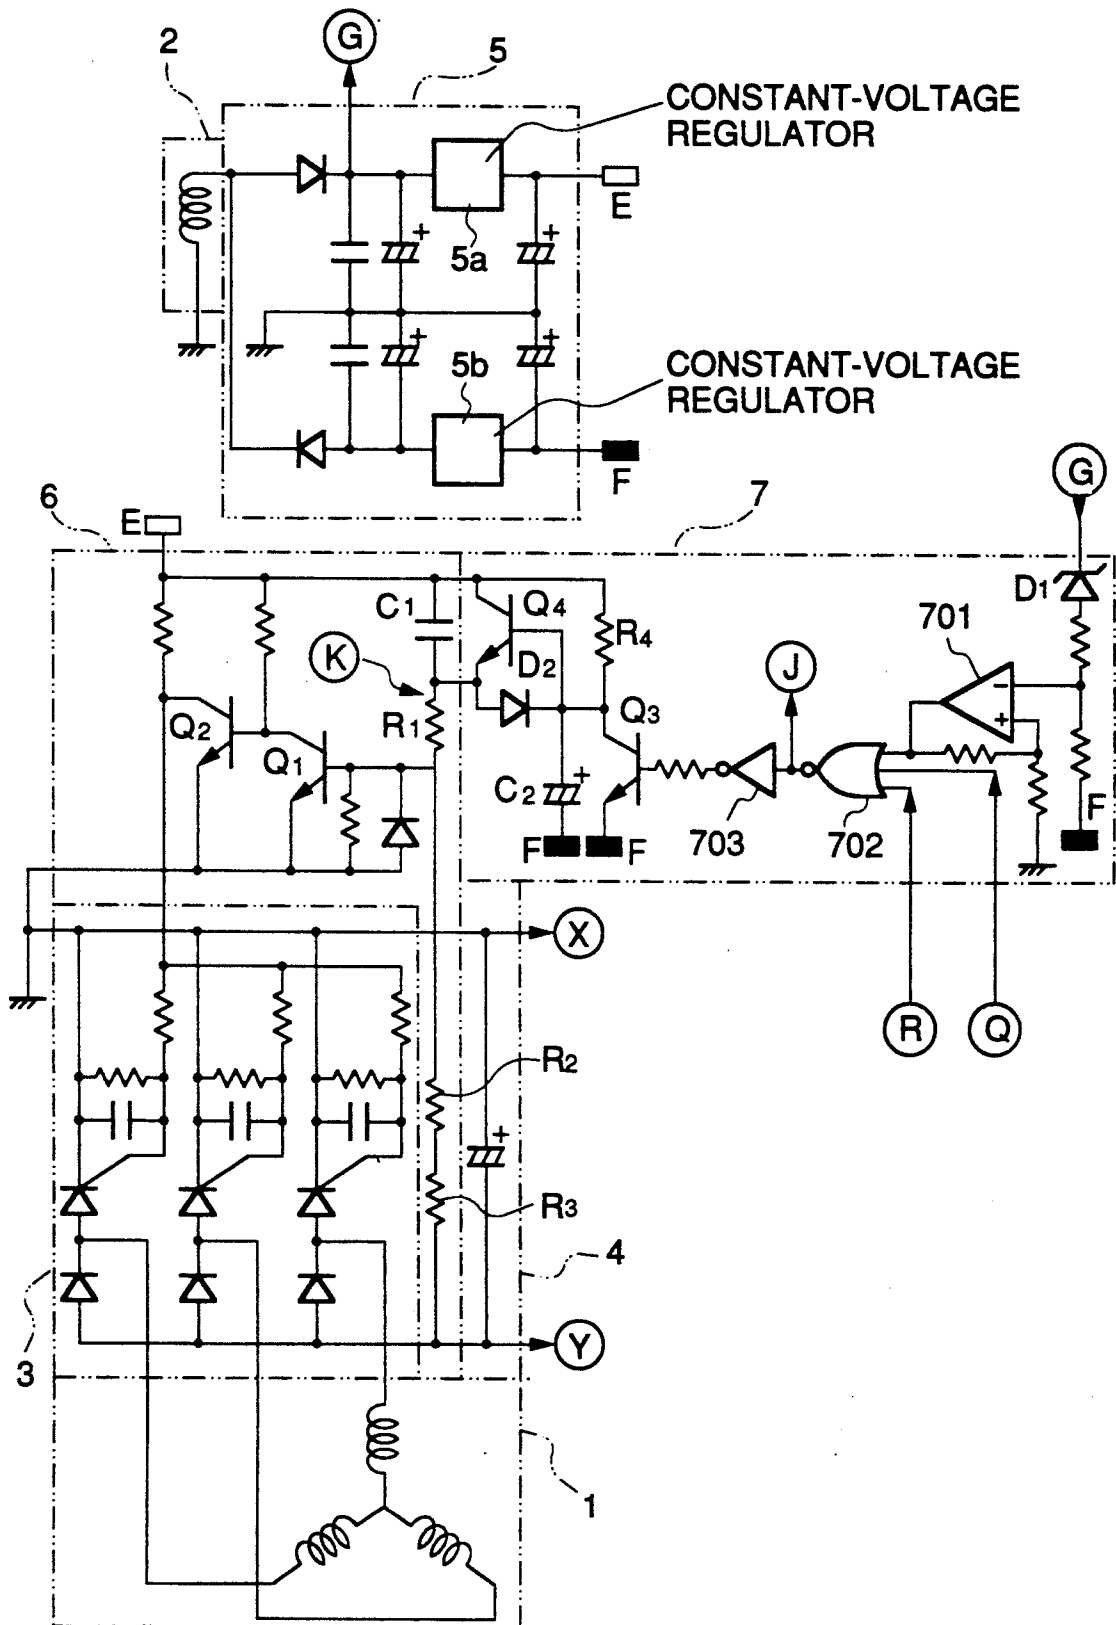 G
2
5
CONSTANT-VOLTAGE
REGULATOR
+
+
E
5a
+
+
5b
CONSTANT-VOLTAGE
REGULATOR
F
G
6
7
E
C1
Q4
D1
701
R4
K
D2
J
−
Q2
R1
Q3
+
Q1
C2
+
F
F
F
703
702
X
R
Q
R2
+
R3
4
3
Y
1